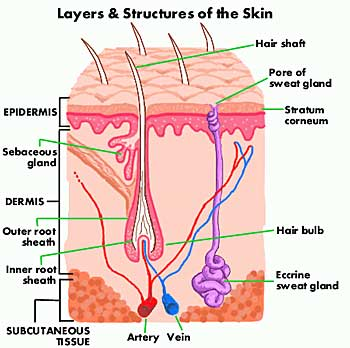 Layers & Structures of the Skin
Hair shaft
Pore of
sweat gland
EPIDERMIS
Stratum
corneum
Sebaceous
gland
DERMIS
Outer root
sheath
Hair bulb
Inner root
sheath
Eccrine
sweat gland
SUBCUTANEOUS
TISSUE
Artery Vein